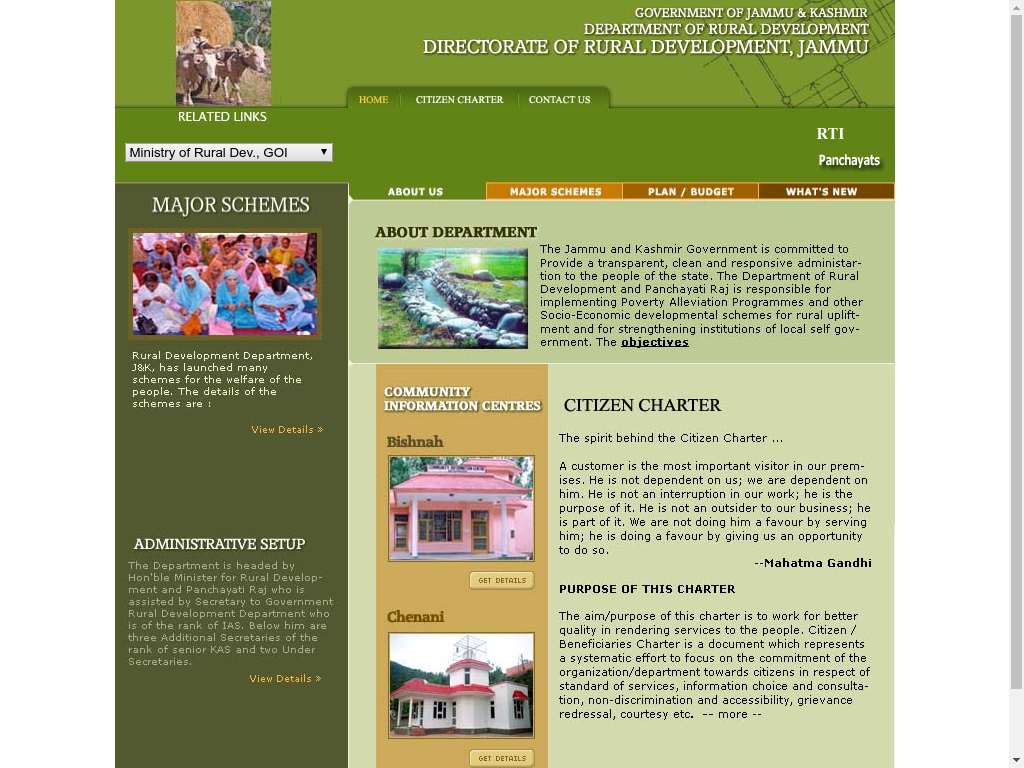 GOVERNMENT OF JAMMU & KASHMIR
DEPARTMENT OF RURAL DEVELOPMENT
DIRECTORATE OF RURAL DEVELOPMENT, JAMMU
HOME
CITIZEN CHARTER
CONTACT US
RELATED LINKS
Ministry of Rural Dev., GOI
RTI
Panchayats
ABOUT US
MAJOR SCHEMES
PLAN / BUDGET
WHAT'S NEW
MAJOR SCHEMES
Rural Development Department,
J&K, has launched many
schemes for the welfare of the
people. The details of the
schemes are :
View Details »
ADMINISTRATIVE SETUP
The Department is headed by
Hon'ble Minister for Rural Develop-
ment and Panchayati Raj who is
assisted by Secretary to Government
Rural Development Department who
is of the rank of IAS. Below him are
three Additional Secretaries of the
rank of senior KAS and two Under
Secretaries.
View Details »
ABOUT DEPARTMENT
The Jammu and Kashmir Government is committed to
Provide a transparent, clean and responsive administar-
tion to the people of the state. The Department of Rural
Development and Panchayati Raj is responsible for
implementing Poverty Alleviation Programmes and other
Socio-Economic developmental schemes for rural uplift-
ment and for strengthening institutions of local self gov-
ernment. The objectives
COMMUNITY
INFORMATION CENTRES
Bishnah
GET DETAILS
Chenani
GET DETAILS
CITIZEN CHARTER
The spirit behind the Citizen Charter ...
A customer is the most important visitor in our prem-
ises. He is not dependent on us; we are dependent on
him. He is not an interruption in our work; he is the
purpose of it. He is not an outsider to our business; he
is part of it. We are not doing him a favour by serving
him; he is doing a favour by giving us an opportunity
to do so.
--Mahatma Gandhi
PURPOSE OF THIS CHARTER
The aim/purpose of this charter is to work for better
quality in rendering services to the people. Citizen /
Beneficiaries Charter is a document which represents
a systematic effort to focus on the commitment of the
organization/department towards citizens in respect of
standard of services, information choice and consulta-
tion, non-discrimination and accessibility, grievance
redressal, courtesy etc.  -- more --